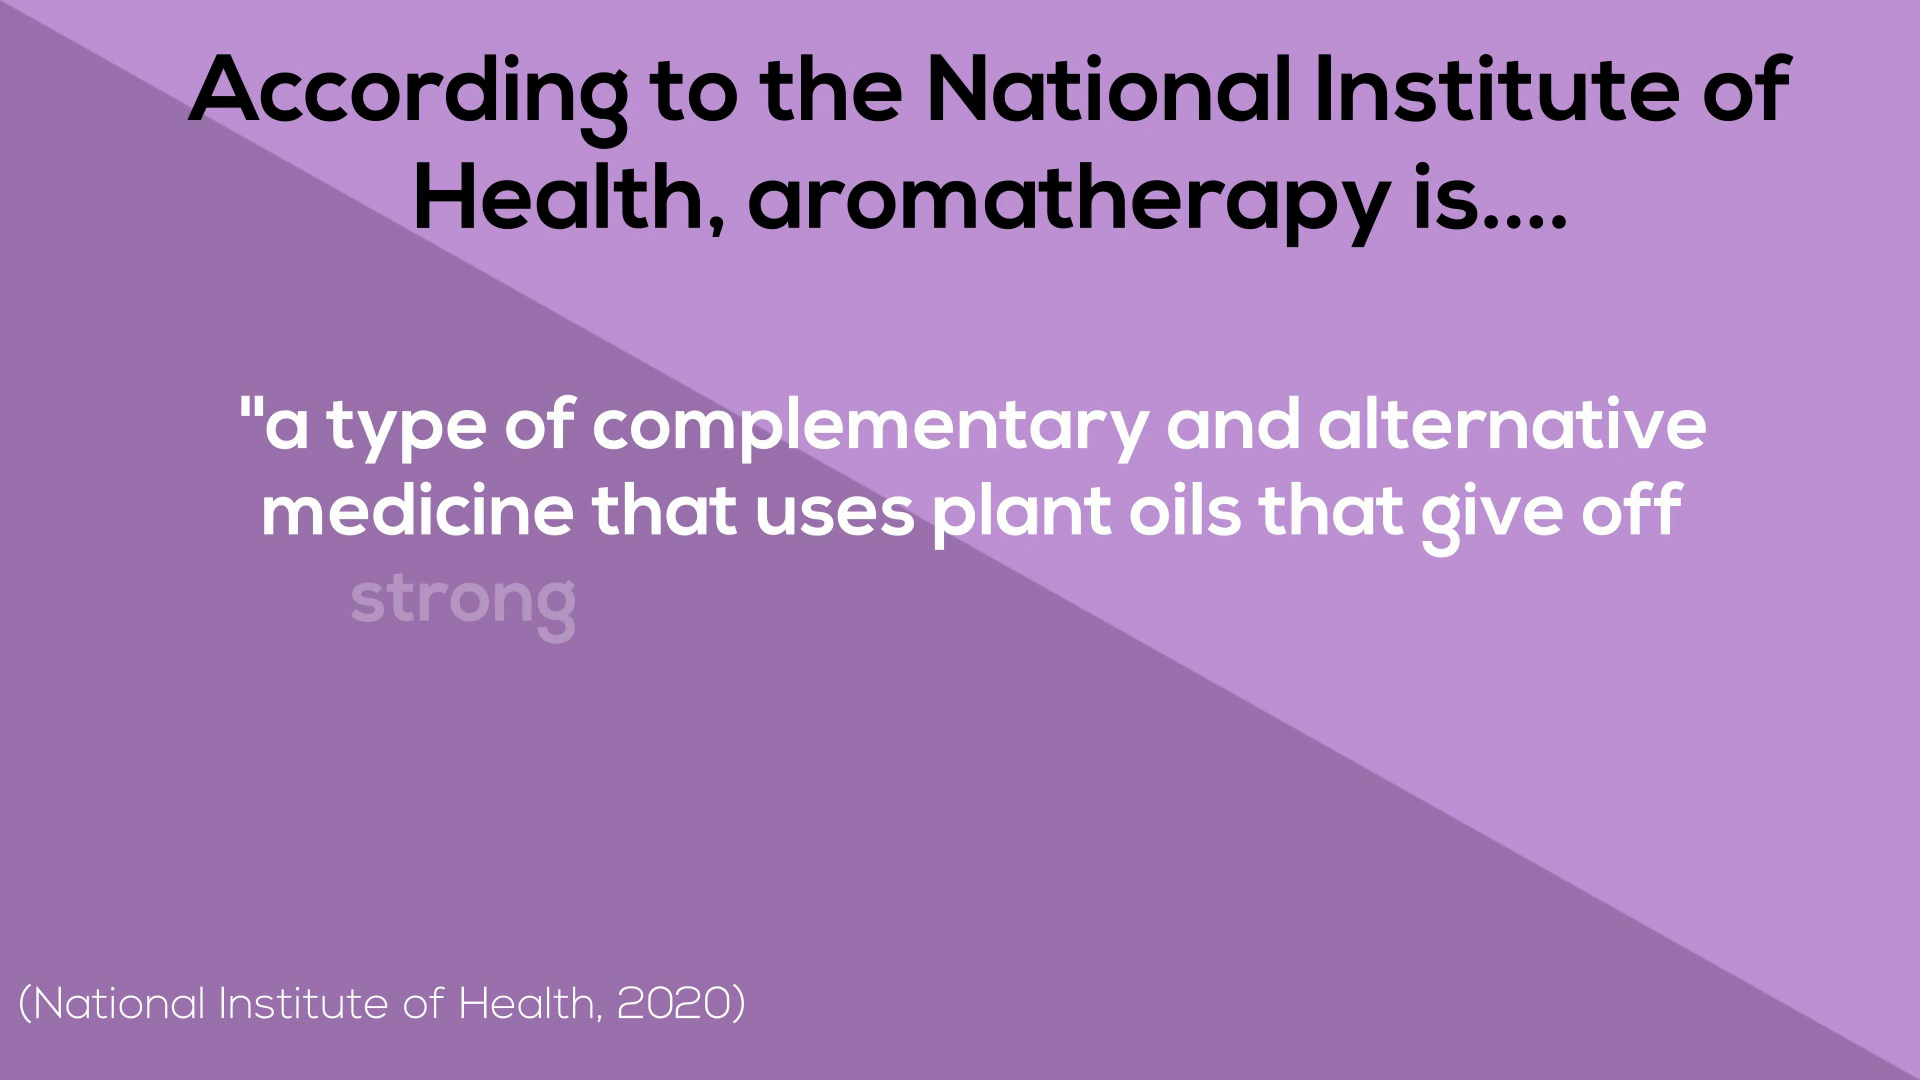 According to the National Institute of
Health, aromatherapy is....
"a type of complementary and alternative
medicine that uses plant oils that give off
strong
(National Institute of Health, 2020)